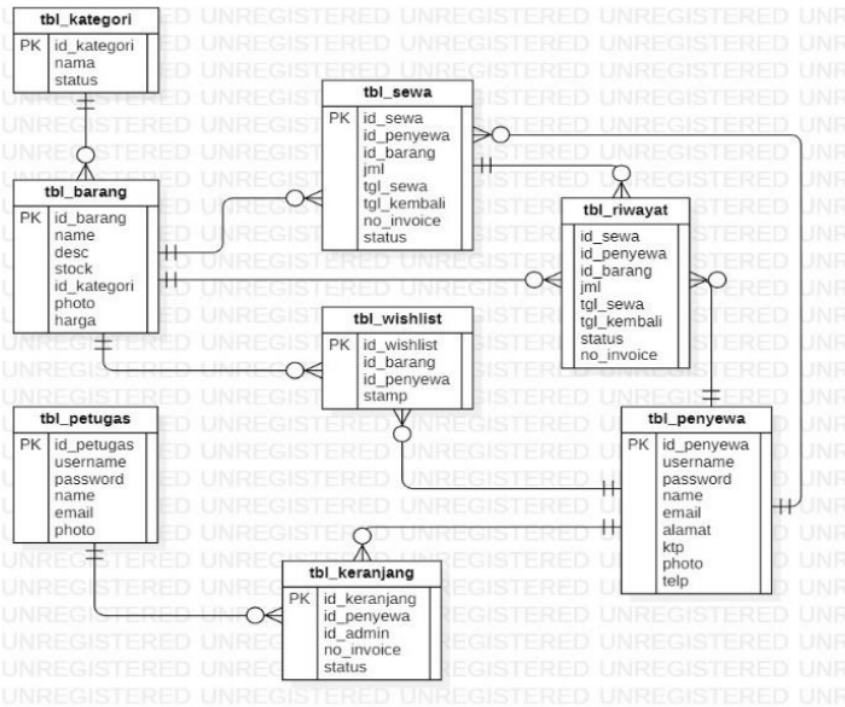 tbl_kategori
PK id_kategori
nama
status
tbl_barang
PK id_barang
name
desc
stock
id_kategori
photo
harga
tbl_petugas
PK id_petugas
username
password
name
email
photo
tbl_sewa
PK id_sewa
id_penyewa
id_barang
jml
tgl_sewa
tgl_kembali
no_invoice
status
tbl_wishlist
PK id_wishlist
id_barang
id_penyewa
stamp
tbl_keranjang
PK id_keranjang
id_penyewa
id_admin
no_invoice
status
tbl_riwayat
id_sewa
id_penyewa
id_barang
jml
tgl_sewa
tgl_kembali
status
no_invoice
tbl_penyewa
PK id_penyewa
username
password
name
email
alamat
ktp
photo
telp
UNREGISTERED